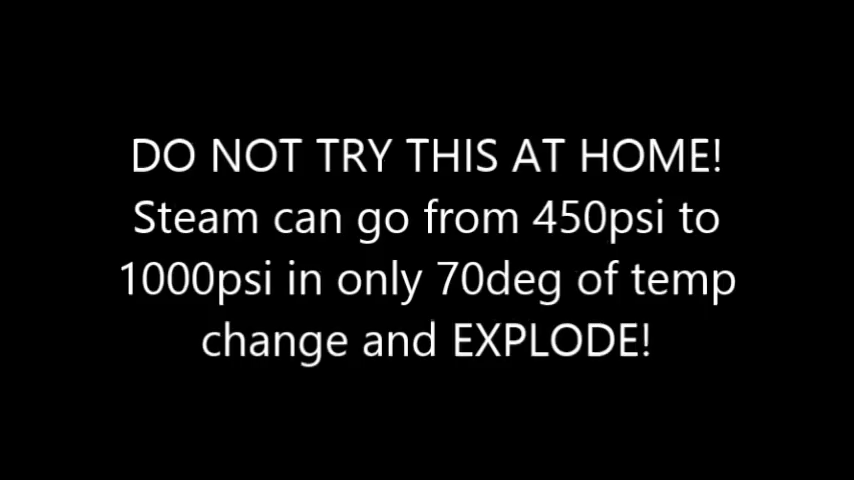 DO NOT TRY THIS AT HOME!
Steam can go from 450psi to
1000psi in only 70deg of temp
change and EXPLODE!